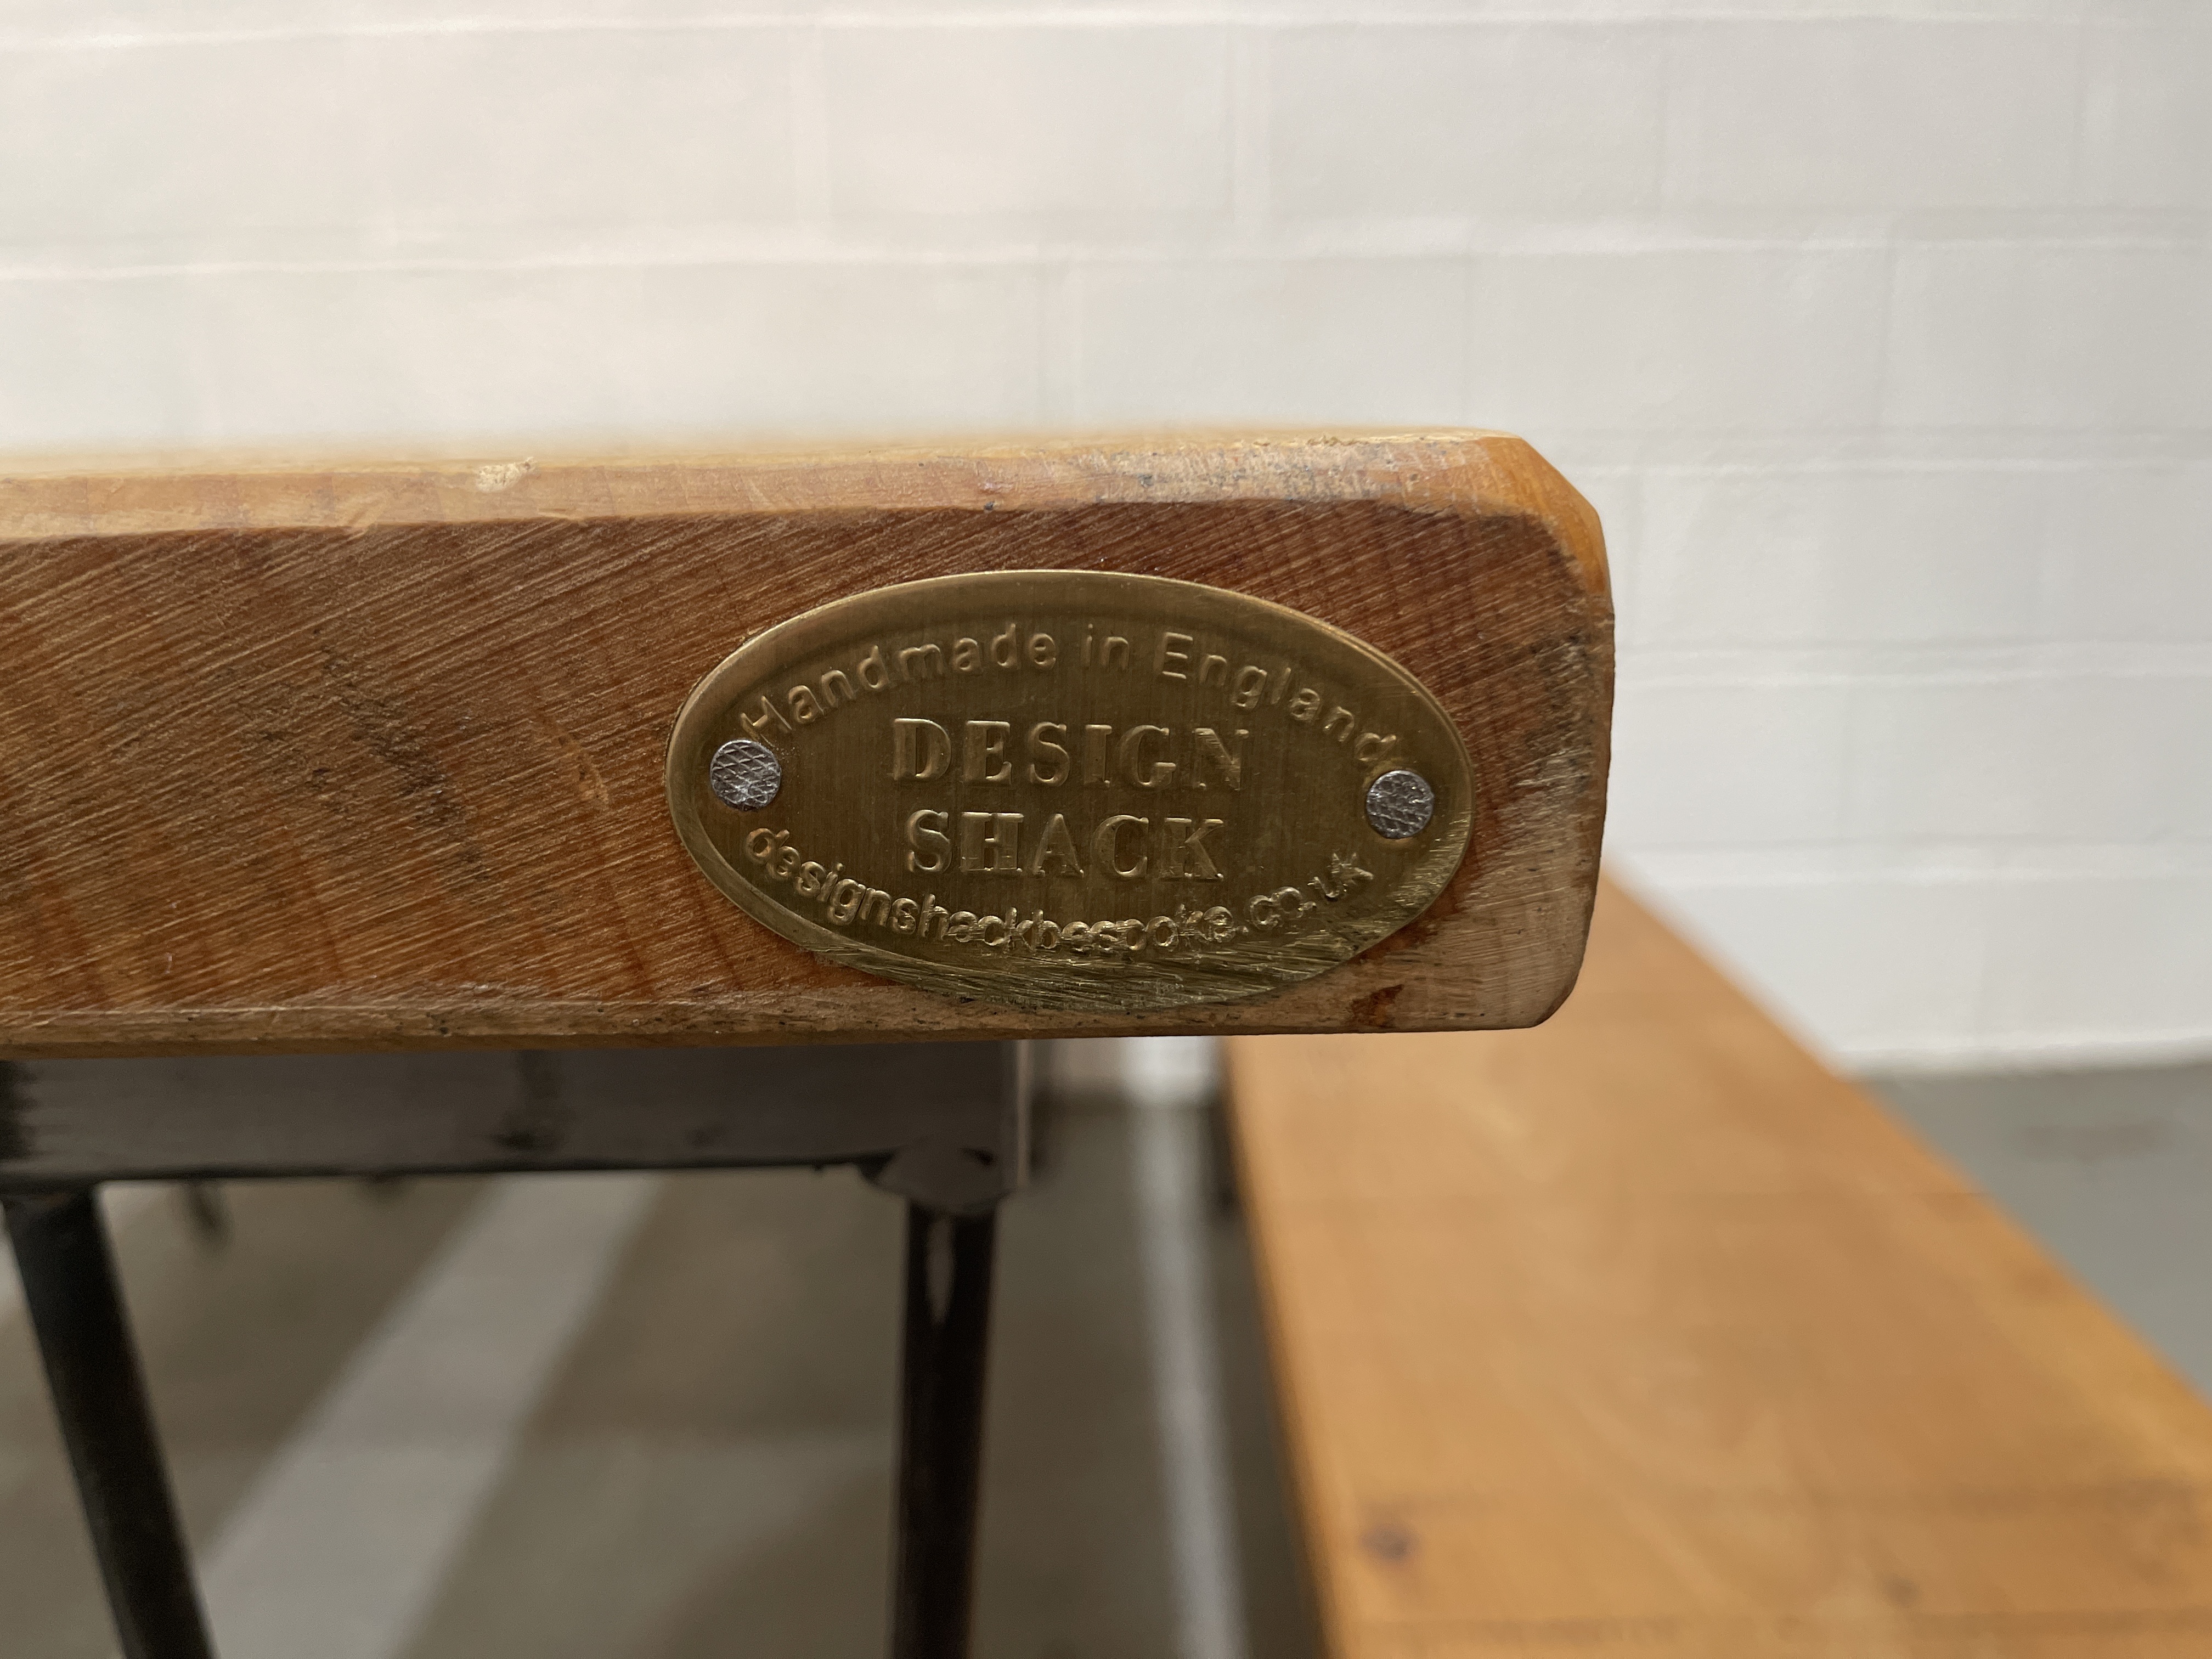 Handmade in England
DESIGN
SHACK
designshackbespoke.co.uk